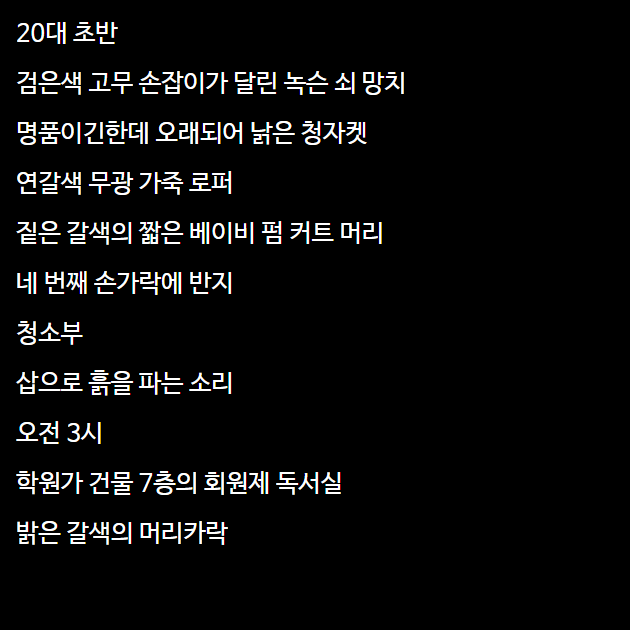 20대 초반
검은색 고무 손잡이가 달린 녹슨 쇠 망치
명품이긴한데 오래되어 낡은 청자켓
연갈색 무광 가죽 로퍼
짙은 갈색의 짧은 베이비 펌 커트 머리
네 번째 손가락에 반지
청소부
삽으로 흙을 파는 소리
오전 3시
학원가 건물 7층의 회원제 독서실
밝은 갈색의 머리카락